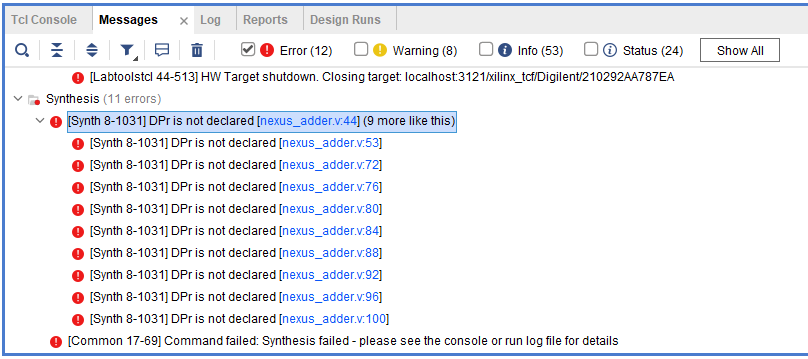 Tcl Console Messages × Log Reports Design Runs
Error (12) Warning (8) Info (53) Status (24) Show All
[Labtoolstcl 44-513] HW Target shutdown. Closing target: localhost:3121/xilinx_tcf/Digilent/210292AA787EA
Synthesis (11 errors)
[Synth 8-1031] DPr is not declared [nexus_adder.v:44] (9 more like this)
[Synth 8-1031] DPr is not declared [nexus_adder.v:53]
[Synth 8-1031] DPr is not declared [nexus_adder.v:72]
[Synth 8-1031] DPr is not declared [nexus_adder.v:76]
[Synth 8-1031] DPr is not declared [nexus_adder.v:80]
[Synth 8-1031] DPr is not declared [nexus_adder.v:84]
[Synth 8-1031] DPr is not declared [nexus_adder.v:88]
[Synth 8-1031] DPr is not declared [nexus_adder.v:92]
[Synth 8-1031] DPr is not declared [nexus_adder.v:96]
[Synth 8-1031] DPr is not declared [nexus_adder.v:100]
[Common 17-69] Command failed: Synthesis failed - please see the console or run log file for details